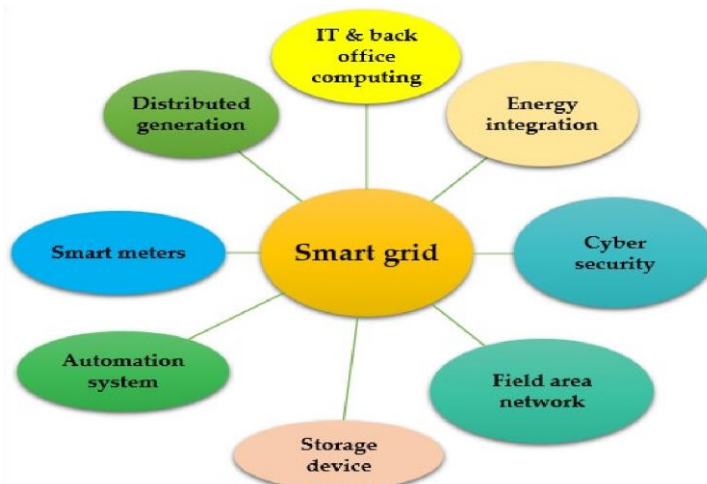 IT & back
office
computing
Distributed
generation
Energy
integration
Smart meters
Smart grid
Cyber
security
Automation
system
Field area
network
Storage
device